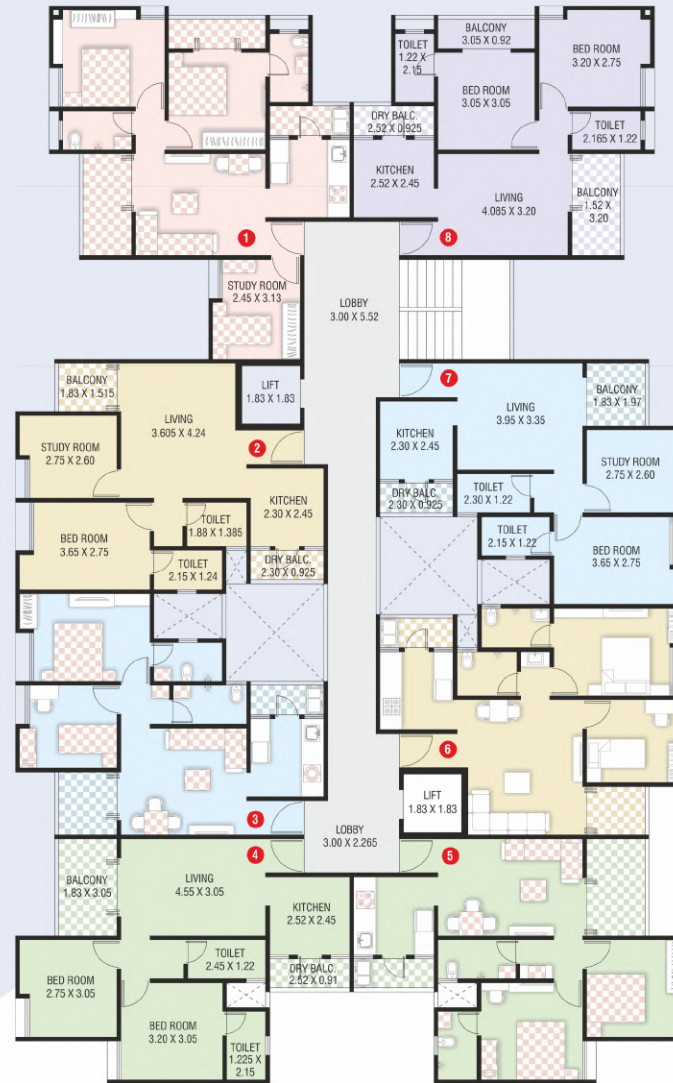 TOILET
1.22 X
2.15
BALCONY
3.05 X 0.92
BED ROOM
3.20 X 2.75
BED ROOM
3.05 X 3.05
DRY BALC.
2.52 X 0.925
TOILET
2.165 X 1.22
KITCHEN
2.52 X 2.45
LIVING
4.085 X 3.20
BALCONY
1.52 X
3.20
1
8
STUDY ROOM
2.45 X 3.13
LOBBY
3.00 X 5.52
LIFT
1.83 X 1.83
BALCONY
1.83 X 1.515
LIVING
3.605 X 4.24
STUDY ROOM
2.75 X 2.60
2
KITCHEN
2.30 X 2.45
TOILET
1.88 X 1.385
BED ROOM
3.65 X 2.75
TOILET
2.15 X 1.24
DRY BALC.
2.30 X 0.925
7
BALCONY
1.83 X 1.97
LIVING
3.95 X 3.35
KITCHEN
2.30 X 2.45
STUDY ROOM
2.75 X 2.60
DRY BALC.
2.30 X 0.925
TOILET
2.30 X 1.22
TOILET
2.15 X 1.22
BED ROOM
3.65 X 2.75
6
LIFT
1.83 X 1.83
3
LOBBY
3.00 X 2.265
4
5
BALCONY
1.83 X 3.05
LIVING
4.55 X 3.05
KITCHEN
2.52 X 2.45
TOILET
2.45 X 1.22
DRY BALC.
2.52 X 0.91
BED ROOM
2.75 X 3.05
BED ROOM
3.20 X 3.05
TOILET
1.225 X
2.15